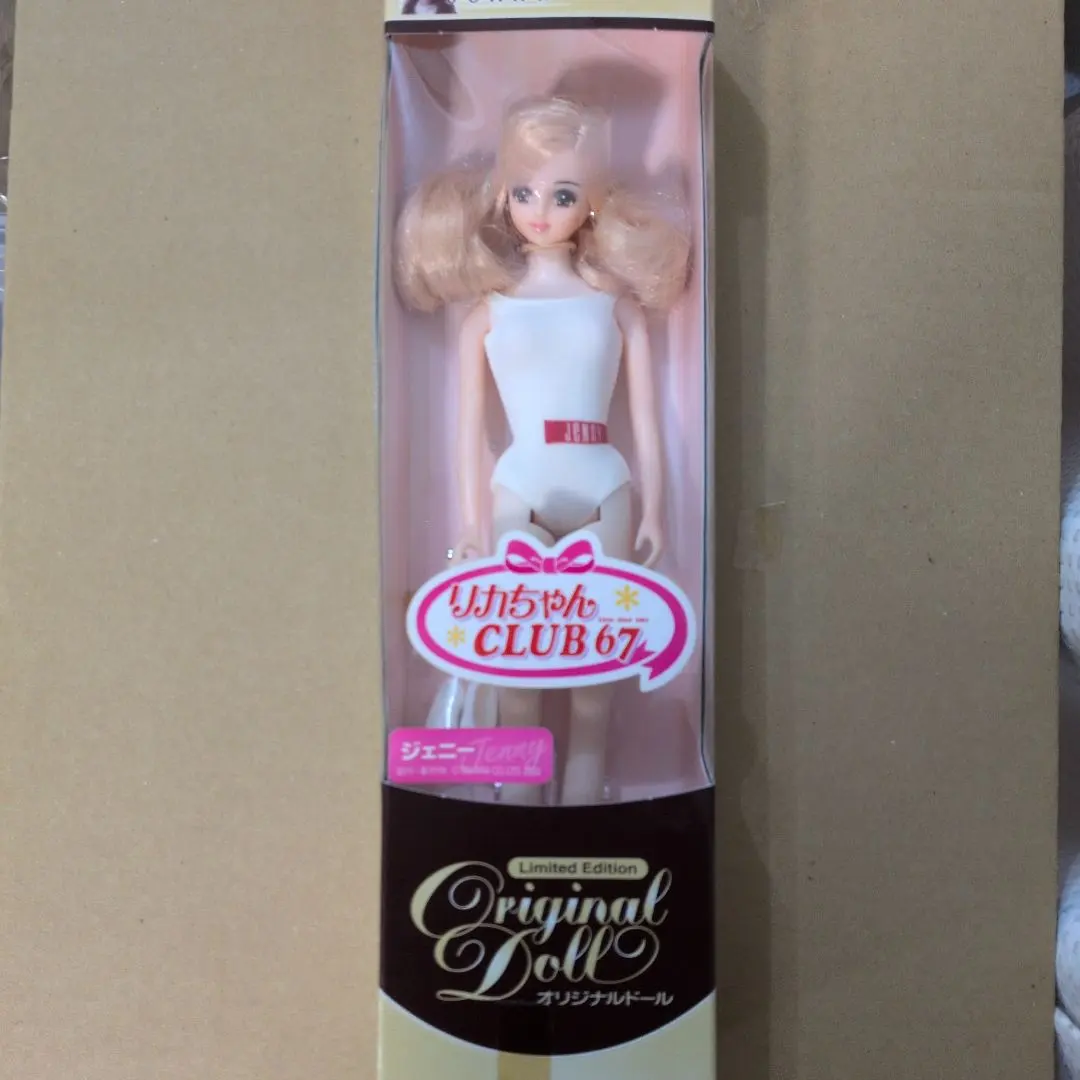 JENNY
リカちゃん
CLUB 67
ジェニー Jenny
Limited Edition
Original
Doll
オリジナルドール